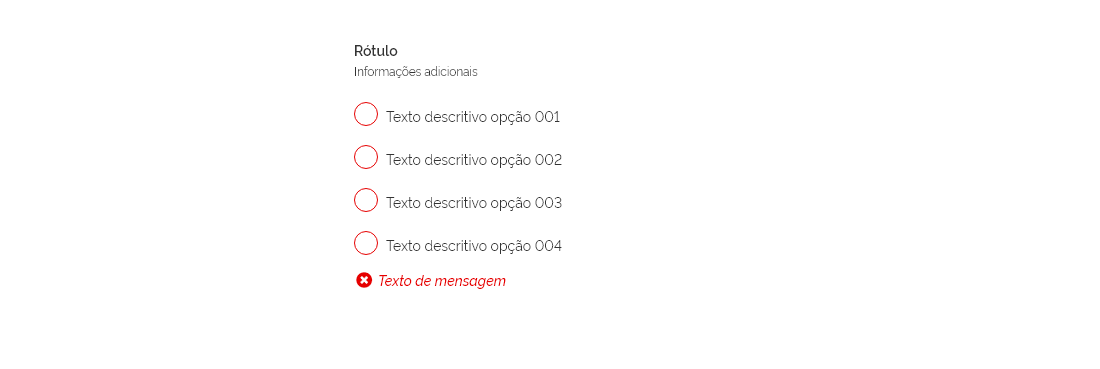 Rótulo
Informações adicionais
Texto descritivo opção 001
Texto descritivo opção 002
Texto descritivo opção 003
Texto descritivo opção 004
Texto de mensagem